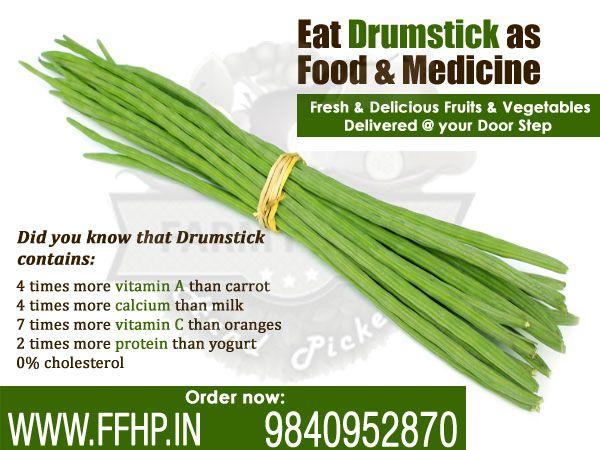 Eat Drumstick as
Food & Medicine
Fresh & Delicious Fruits & Vegetables
Delivered @ your Door Step
Did you know that Drumstick
contains:
4 times more vitamin A than carrot
4 times more calcium than milk
7 times more vitamin C than oranges
2 times more protein than yogurt
0% cholesterol
Order now:
WWW.FFHP.IN 9840952870